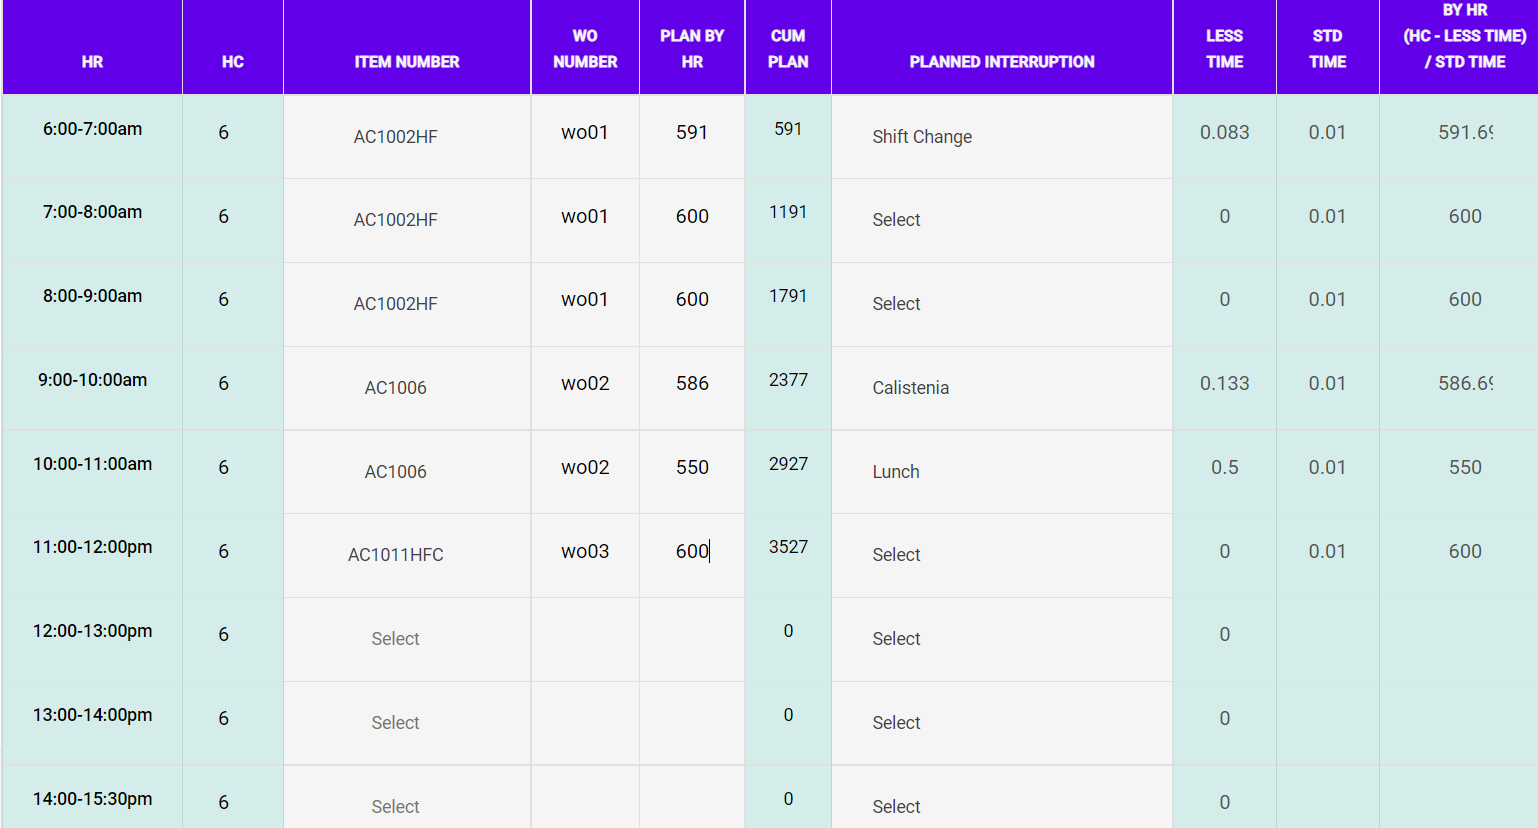 HR HC ITEM NUMBER WO NUMBER PLAN BY HR CUM PLAN PLANNED INTERRUPTION LESS TIME STD TIME BY HR (HC - LESS TIME) / STD TIME
6:00-7:00am 6 AC1002HF wo01 591 591 Shift Change 0.083 0.01 591.69
7:00-8:00am 6 AC1002HF wo01 600 1191 Select 0 0.01 600
8:00-9:00am 6 AC1002HF wo01 600 1791 Select 0 0.01 600
9:00-10:00am 6 AC1006 wo02 586 2377 Calistenia 0.133 0.01 586.69
10:00-11:00am 6 AC1006 wo02 550 2927 Lunch 0.5 0.01 550
11:00-12:00pm 6 AC1011HFC wo03 600 3527 Select 0 0.01 600
12:00-13:00pm 6 Select 0 Select 0
13:00-14:00pm 6 Select 0 Select 0
14:00-15:30pm 6 Select 0 Select 0